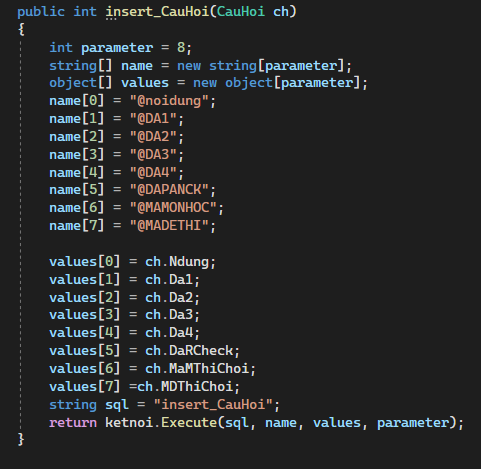 public int insert_CauHoi(CauHoi ch)
{
int parameter = 8;
string[] name = new string[parameter];
object[] values = new object[parameter];
name[0] = "@noidung";
name[1] = "@DA1";
name[2] = "@DA2";
name[3] = "@DA3";
name[4] = "@DA4";
name[5] = "@DAPANCK";
name[6] = "@MAMONHOC";
name[7] = "@MADETHI";
values[0] = ch.Ndung;
values[1] = ch.Da1;
values[2] = ch.Da2;
values[3] = ch.Da3;
values[4] = ch.Da4;
values[5] = ch.DaRCheck;
values[6] = ch.MaMThiChoi;
values[7] =ch.MDThiChoi;
string sql = "insert_CauHoi";
return ketnoi.Execute(sql, name, values, parameter);
}